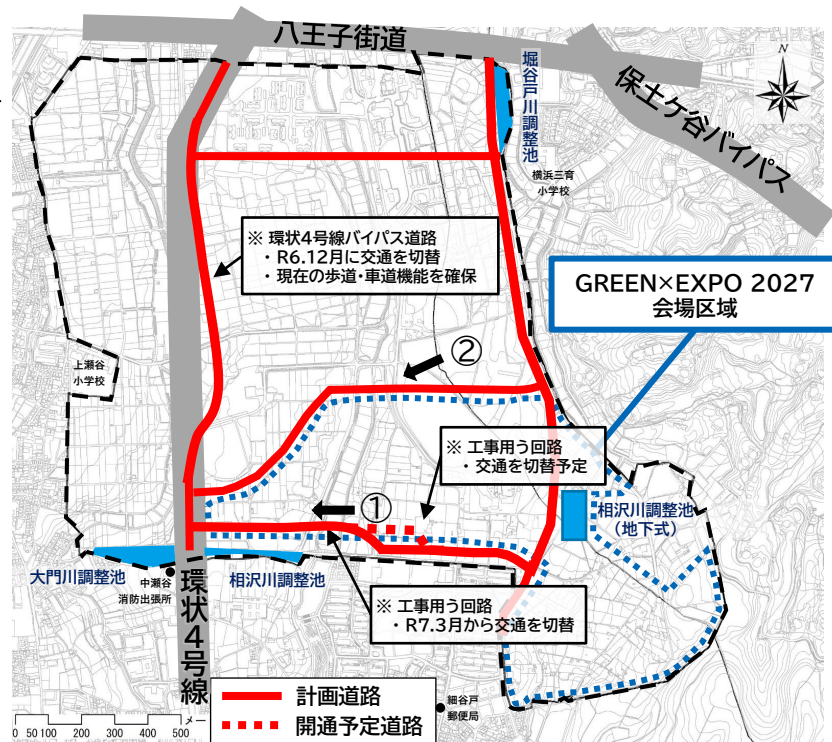 八王子街道
N
堀谷戸川調整池
保土ケ谷バイパス
横浜三育
小学校
※ 環状4号線バイパス道路
・R6.12月に交通を切替
・現在の歩道・車道機能を確保
GREEN×EXPO 2027
会場区域
②
上瀬谷
小学校
※ 工事用う回路
・交通を切替予定
①
相沢川調整池
(地下式)
大門川調整池
中瀬谷
消防出張所
相沢川調整池
環状4号線
※ 工事用う回路
・R7.3月から交通を切替
計画道路
開通予定道路
細谷戸
郵便局
0 50 100 200 300 400 500
メー